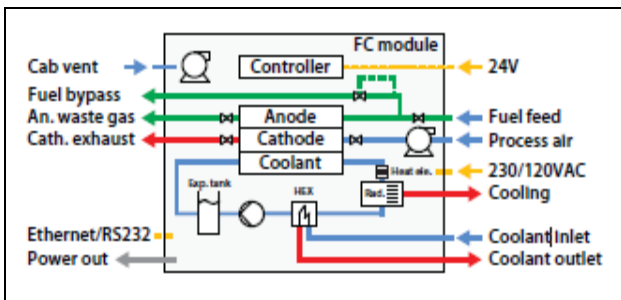 FC module
Cab vent
Controller
24V
Fuel bypass
An. waste gas
Anode
Fuel feed
Cath. exhaust
Cathode
Process air
Coolant
Heat ele.
230/120VAC
Exp. tank
HEX
Rad.
Cooling
Ethernet/RS232
Coolant Inlet
Power out
Coolant outlet